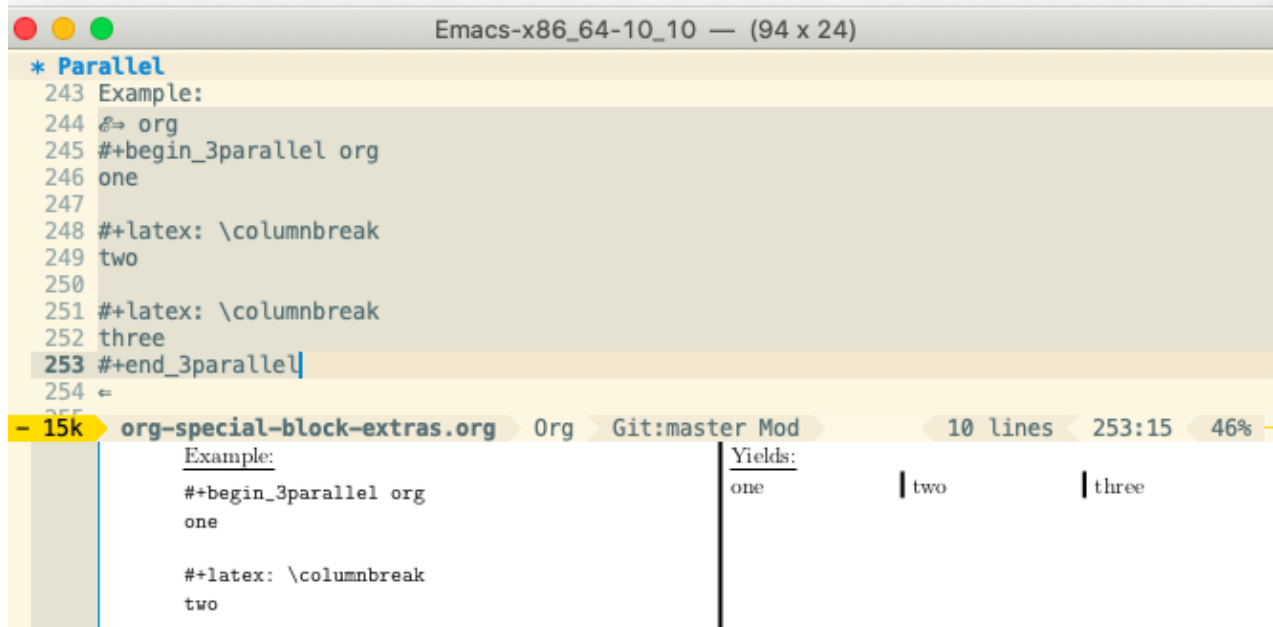 Emacs-x86_64-10_10 — (94 x 24)
* Parallel
243 Example:
244 ℰ⇒ org
245 #+begin_3parallel org
246 one
247
248 #+latex: \columnbreak
249 two
250
251 #+latex: \columnbreak
252 three
253 #+end_3parallel
254 ⇐
255
– 15k org-special-block-extras.org Org Git:master Mod 10 lines 253:15 46%
Example:
#+begin_3parallel org
one
#+latex: \columnbreak
two
Yields:
one two three